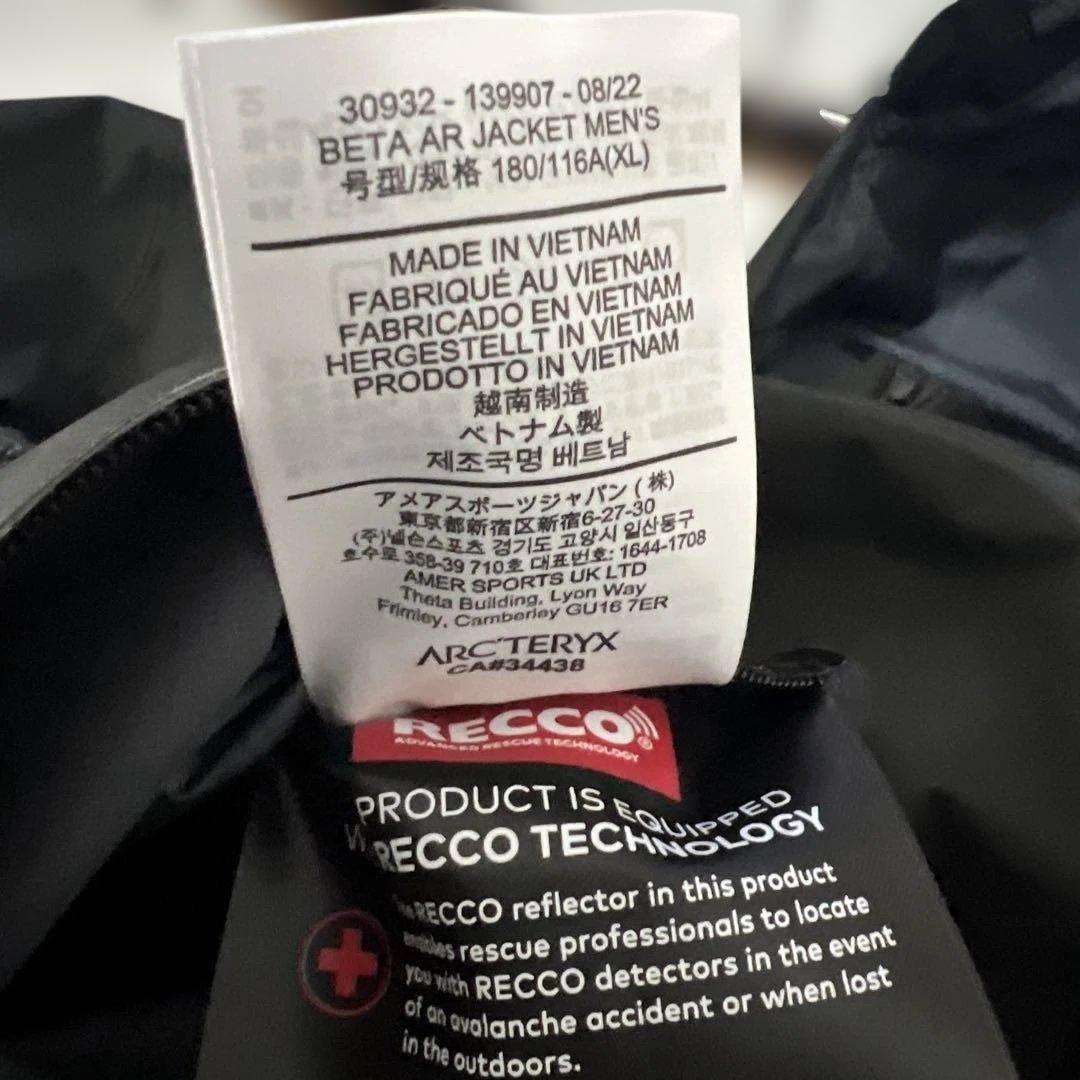 30932 - 139907 - 08/22
BETA AR JACKET MEN'S
号型/规格 180/116A(XL)
MADE IN VIETNAM
FABRIQUÉ AU VIETNAM
FABRICADO EN VIETNAM
HERGESTELLT IN VIETNAM
PRODOTTO IN VIETNAM
越南制造
ベトナム製
제조국명 베트남
アメアスポーツジャパン (株)
東京都新宿区新宿6-27-30
(주)넬슨스포츠 경기도 고양시 일산동구
호수로 358-39 710호 대표번호: 1644-1708
AMER SPORTS UK LTD
Theta Building, Lyon Way
Frimley, Camberley GU16 7ER
ARC'TERYX
CA#34438
RECCO®
ADVANCED RESCUE TECHNOLOGY
PRODUCT IS EQUIPPED
RECCO TECHNOLOGY
RECCO reflector in this product
enables rescue professionals to locate
you with RECCO detectors in the event
of an avalanche accident or when lost
in the outdoors.